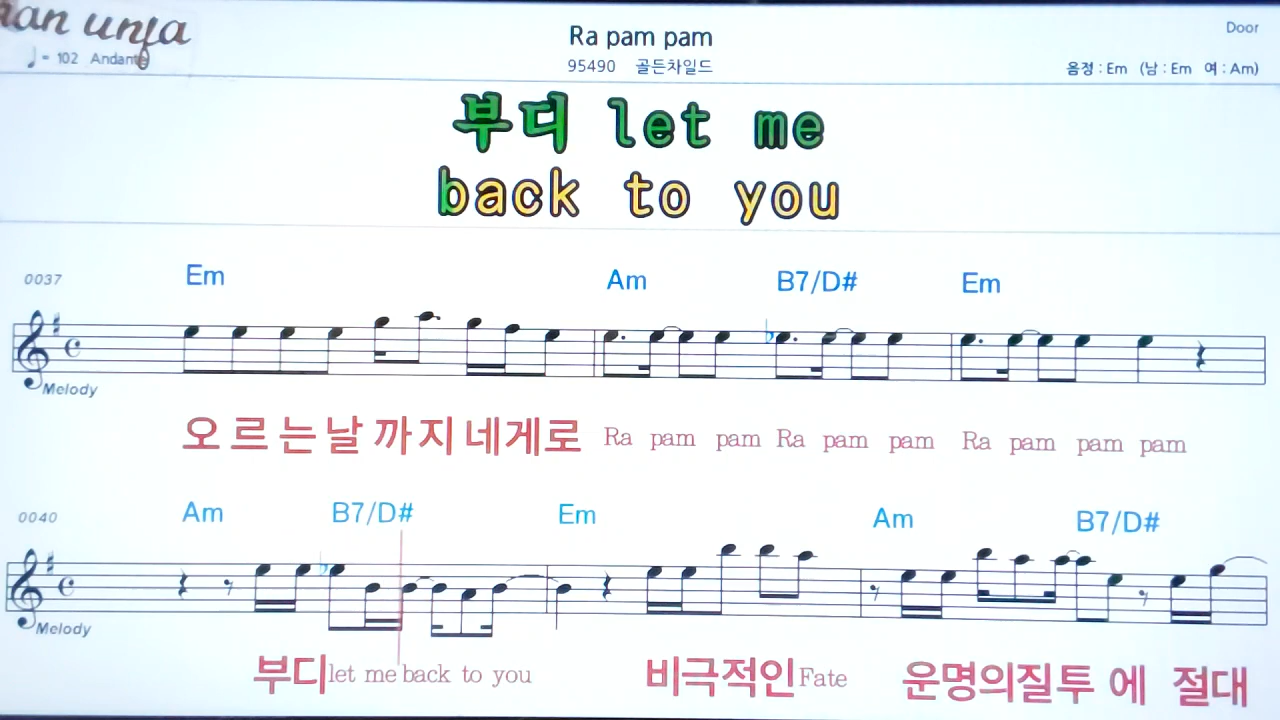 an unja
♩= 102 Andante
Ra pam pam
95490 골든차일드
Door
음정 : Em (남 : Em 여 : Am)
부디 let me
back to you
0037 Em Am B7/D# Em
Melody
오르는날까지네게로 Ra pam pam Ra pam pam Ra pam pam pam
0040 Am B7/D# Em Am B7/D#
Melody
부디 let me back to you 비극적인 Fate 운명의질투에 절대